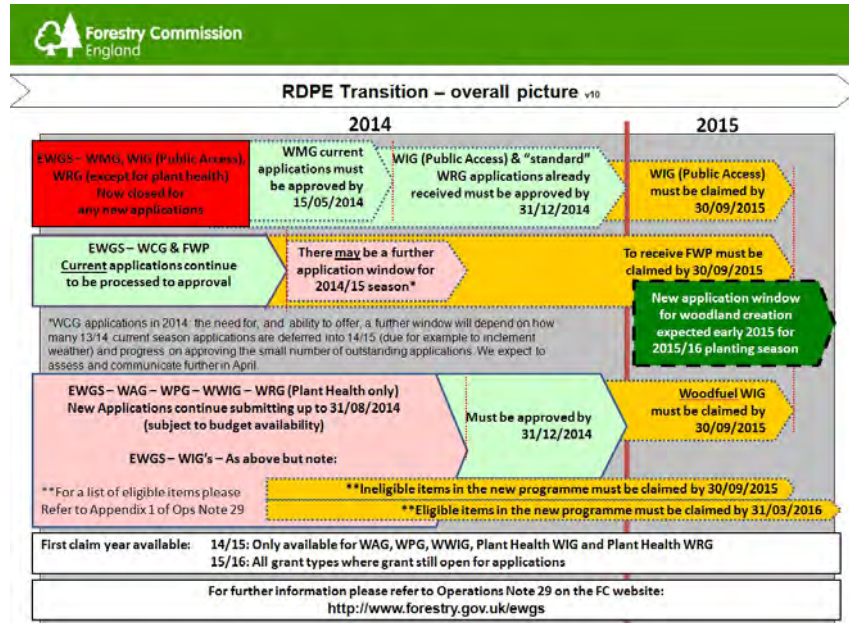 Forestry Commission
England
RDPE Transition – overall picture v10
2014
2015
EWGS – WMG, WIG (Public Access),
WRG (except for plant health)
Now closed for
any new applications
WMG current
applications must
be approved by
15/05/2014
WIG (Public Access) & “standard”
WRG applications already
received must be approved by
31/12/2014
WIG (Public Access)
must be claimed by
30/09/2015
EWGS – WCG & FWP
Current applications continue
to be processed to approval
There may be a further
application window for
2014/15 season*
To receive FWP must be
claimed by 30/09/2015
New application window
for woodland creation
expected early 2015 for
2015/16 planting season
*WCG applications in 2014: the need for, and ability to offer, a further window will depend on how
many 13/14 current season applications are deferred into 14/15 (due for example to inclement
weather) and progress on approving the small number of outstanding applications. We expect to
assess and communicate further in April.
EWGS – WAG – WPG – WWIG – WRG (Plant Health only)
New Applications continue submitting up to 31/08/2014
(subject to budget availability)
EWGS – WIG's – As above but note:
**For a list of eligible items please
Refer to Appendix 1 of Ops Note 29
Must be approved by
31/12/2014
Woodfuel WIG
must be claimed by
30/09/2015
**Ineligible items in the new programme must be claimed by 30/09/2015
**Eligible items in the new programme must be claimed by 31/03/2016
First claim year available: 14/15: Only available for WAG, WPG, WWIG, Plant Health WIG and Plant Health WRG
15/16: All grant types where grant still open for applications
For further information please refer to Operations Note 29 on the FC website:
http://www.forestry.gov.uk/ewgs